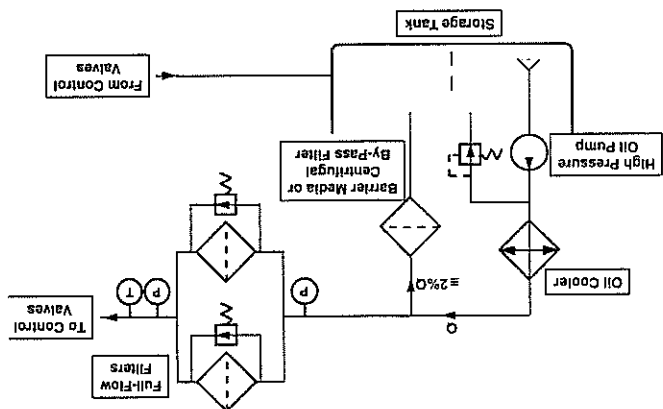 Full-Flow
Filters
Q
To Control
Valves
P
P
T
Oil Cooler
≅2%Q
High Pressure
Oil Pump
Barrier Media or
Centrifugal
By-Pass Filter
From Control
Valves
Storage Tank